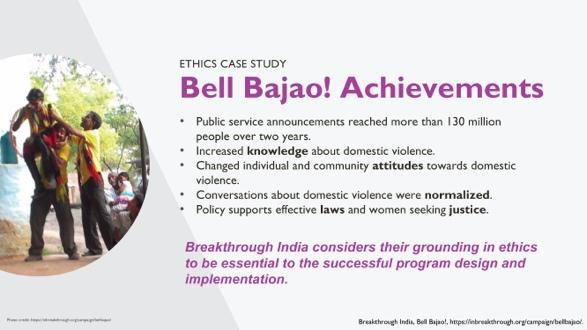 ETHICS CASE STUDY
Bell Bajao! Achievements
• Public service announcements reached more than 130 million
people over two years.
• Increased knowledge about domestic violence.
• Changed individual and community attitudes towards domestic
violence.
• Conversations about domestic violence were normalized.
• Policy supports effective laws and women seeking justice.
Breakthrough India considers their grounding in ethics
to be essential to the successful program design and
implementation.
Photo credit: https://inbreakthrough.org/campaign/bellbajao/
Breakthrough India, Bell Bajao!, https://inbreakthrough.org/campaign/bellbajao/.